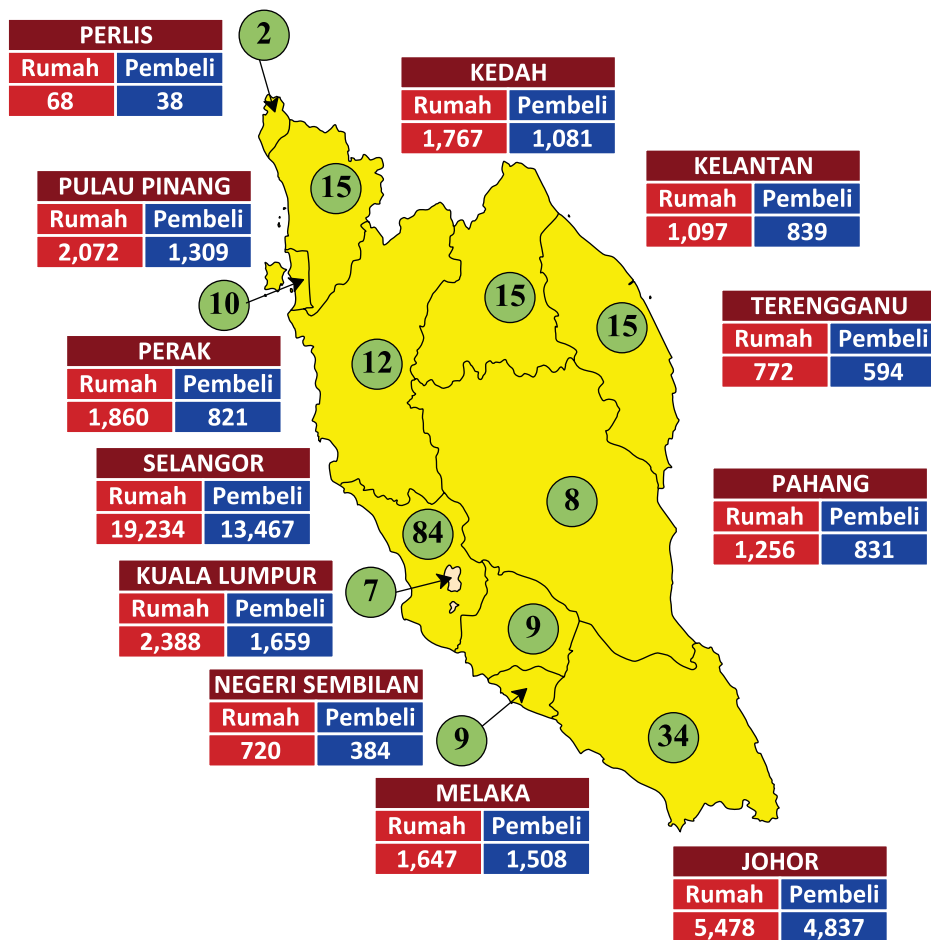 PERLIS
Rumah Pembeli
68 38
2
KEDAH
Rumah Pembeli
1,767 1,081
15
KELANTAN
Rumah Pembeli
1,097 839
15
PULAU PINANG
Rumah Pembeli
2,072 1,309
10
TERENGGANU
Rumah Pembeli
772 594
15
PERAK
Rumah Pembeli
1,860 821
12
SELANGOR
Rumah Pembeli
19,234 13,467
84
PAHANG
Rumah Pembeli
1,256 831
8
KUALA LUMPUR
Rumah Pembeli
2,388 1,659
7
NEGERI SEMBILAN
Rumah Pembeli
720 384
9
MELAKA
Rumah Pembeli
1,647 1,508
9
JOHOR
Rumah Pembeli
5,478 4,837
34